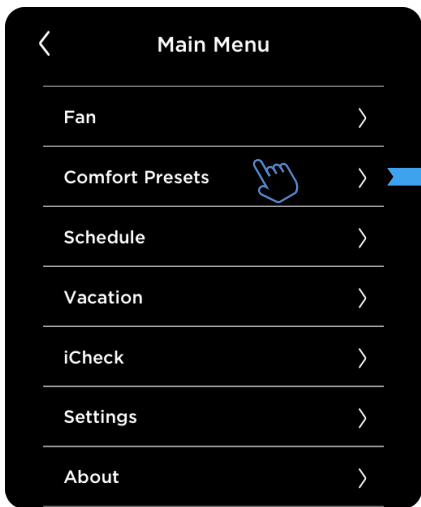 Main Menu
Fan
Comfort Presets
Schedule
Vacation
iCheck
Settings
About